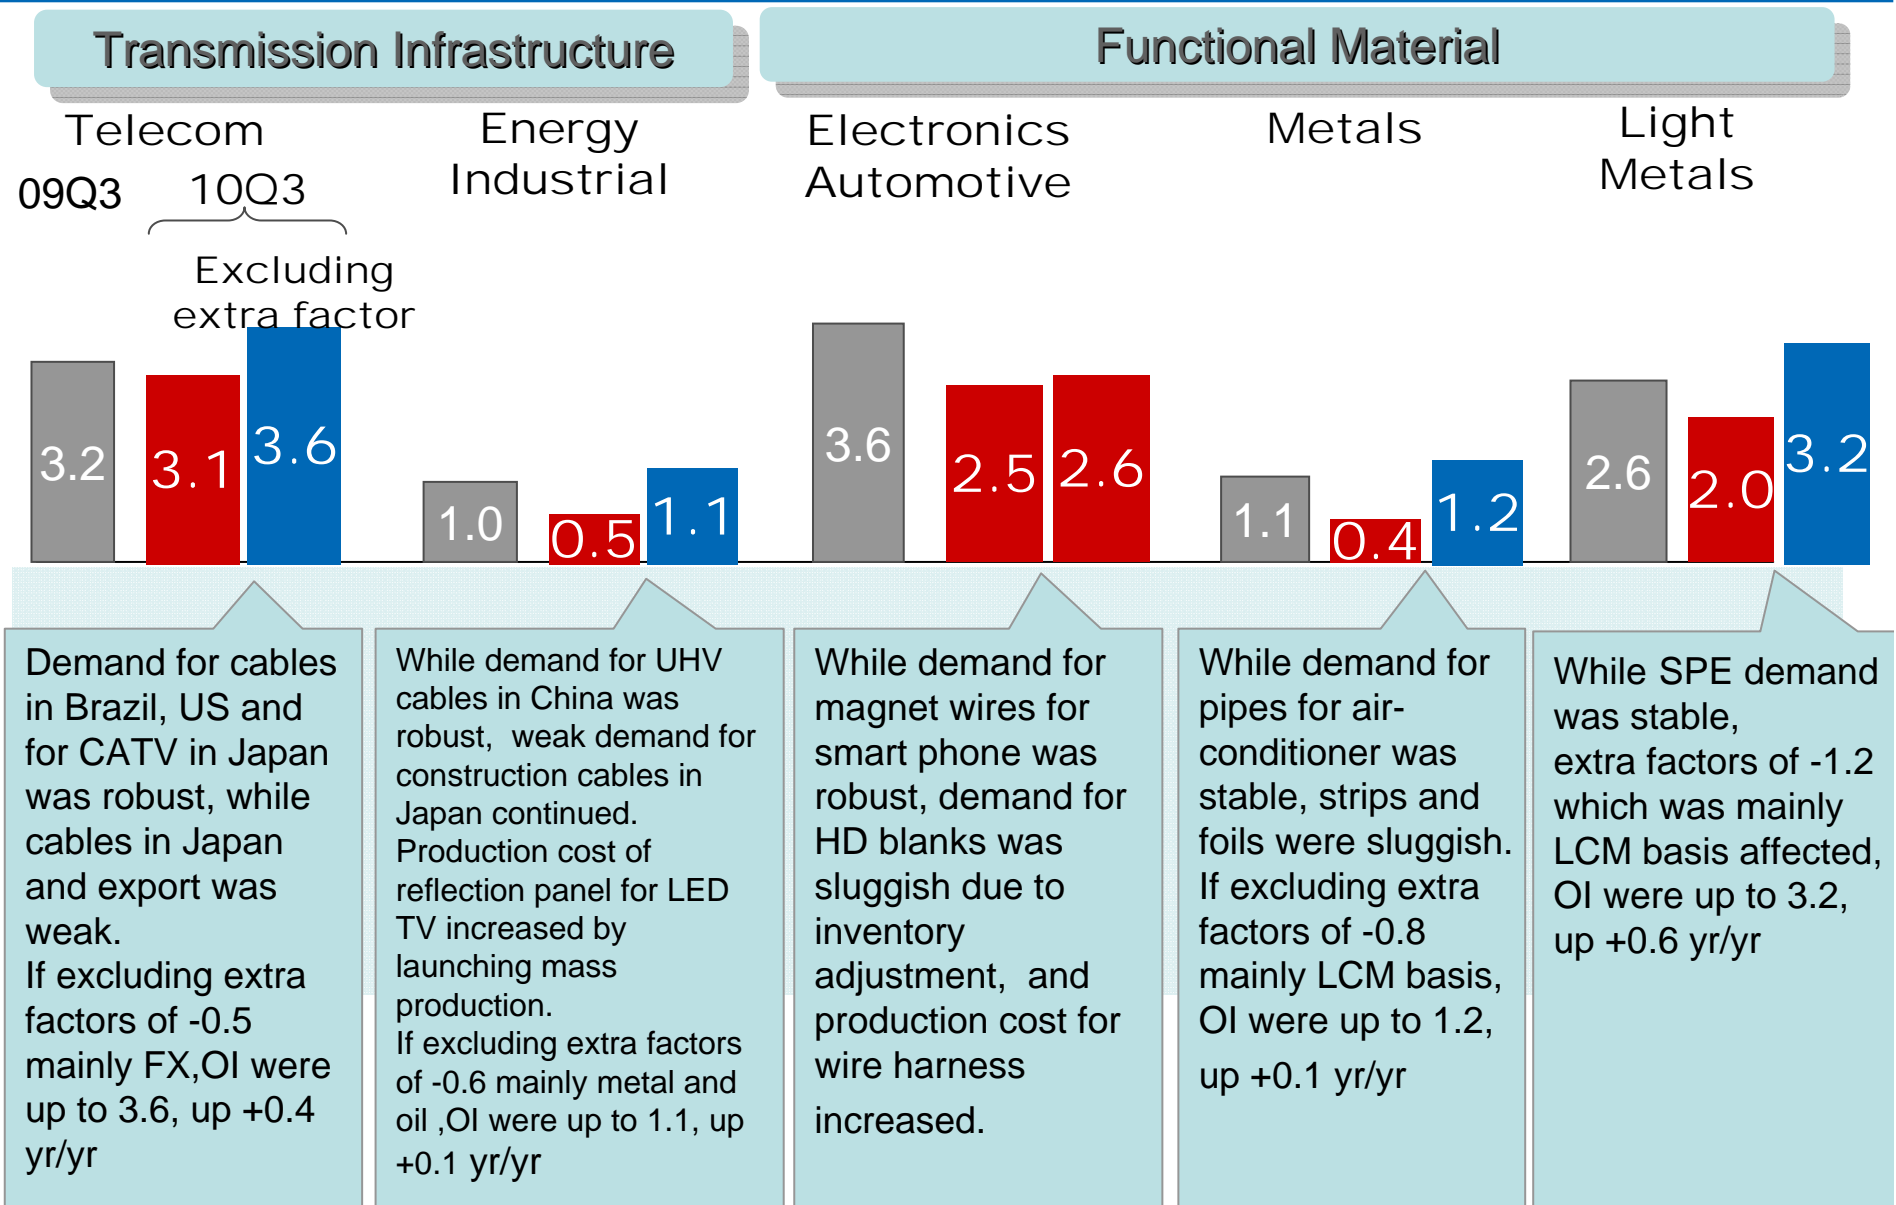 Transmission Infrastructure
Functional Material
Telecom
Energy
Industrial
Electronics
Automotive
Metals
Light
Metals
09Q3
10Q3
Excluding
extra factor
3.2
3.1
3.6
1.0
0.5
1.1
3.6
2.5
2.6
1.1
0.4
1.2
2.6
2.0
3.2
Demand for cables
in Brazil, US and
for CATV in Japan
was robust, while
cables in Japan
and export was
weak.
If excluding extra
factors of -0.5
mainly FX,OI were
up to 3.6, up +0.4
yr/yr
While demand for UHV
cables in China was
robust,  weak demand for
construction cables in
Japan continued.
Production cost of
reflection panel for LED
TV increased by
launching mass
production.
If excluding extra factors
of -0.6 mainly metal and
oil ,OI were up to 1.1, up
+0.1 yr/yr
While demand for
magnet wires for
smart phone was
robust, demand for
HD blanks was
sluggish due to
inventory
adjustment,  and
production cost for
wire harness
increased.
While demand for
pipes for air-
conditioner was
stable, strips and
foils were sluggish.
If excluding extra
factors of -0.8
mainly LCM basis,
OI were up to 1.2,
up +0.1 yr/yr
While SPE demand
was stable,
extra factors of -1.2
which was mainly
LCM basis affected,
OI were up to 3.2,
up +0.6 yr/yr